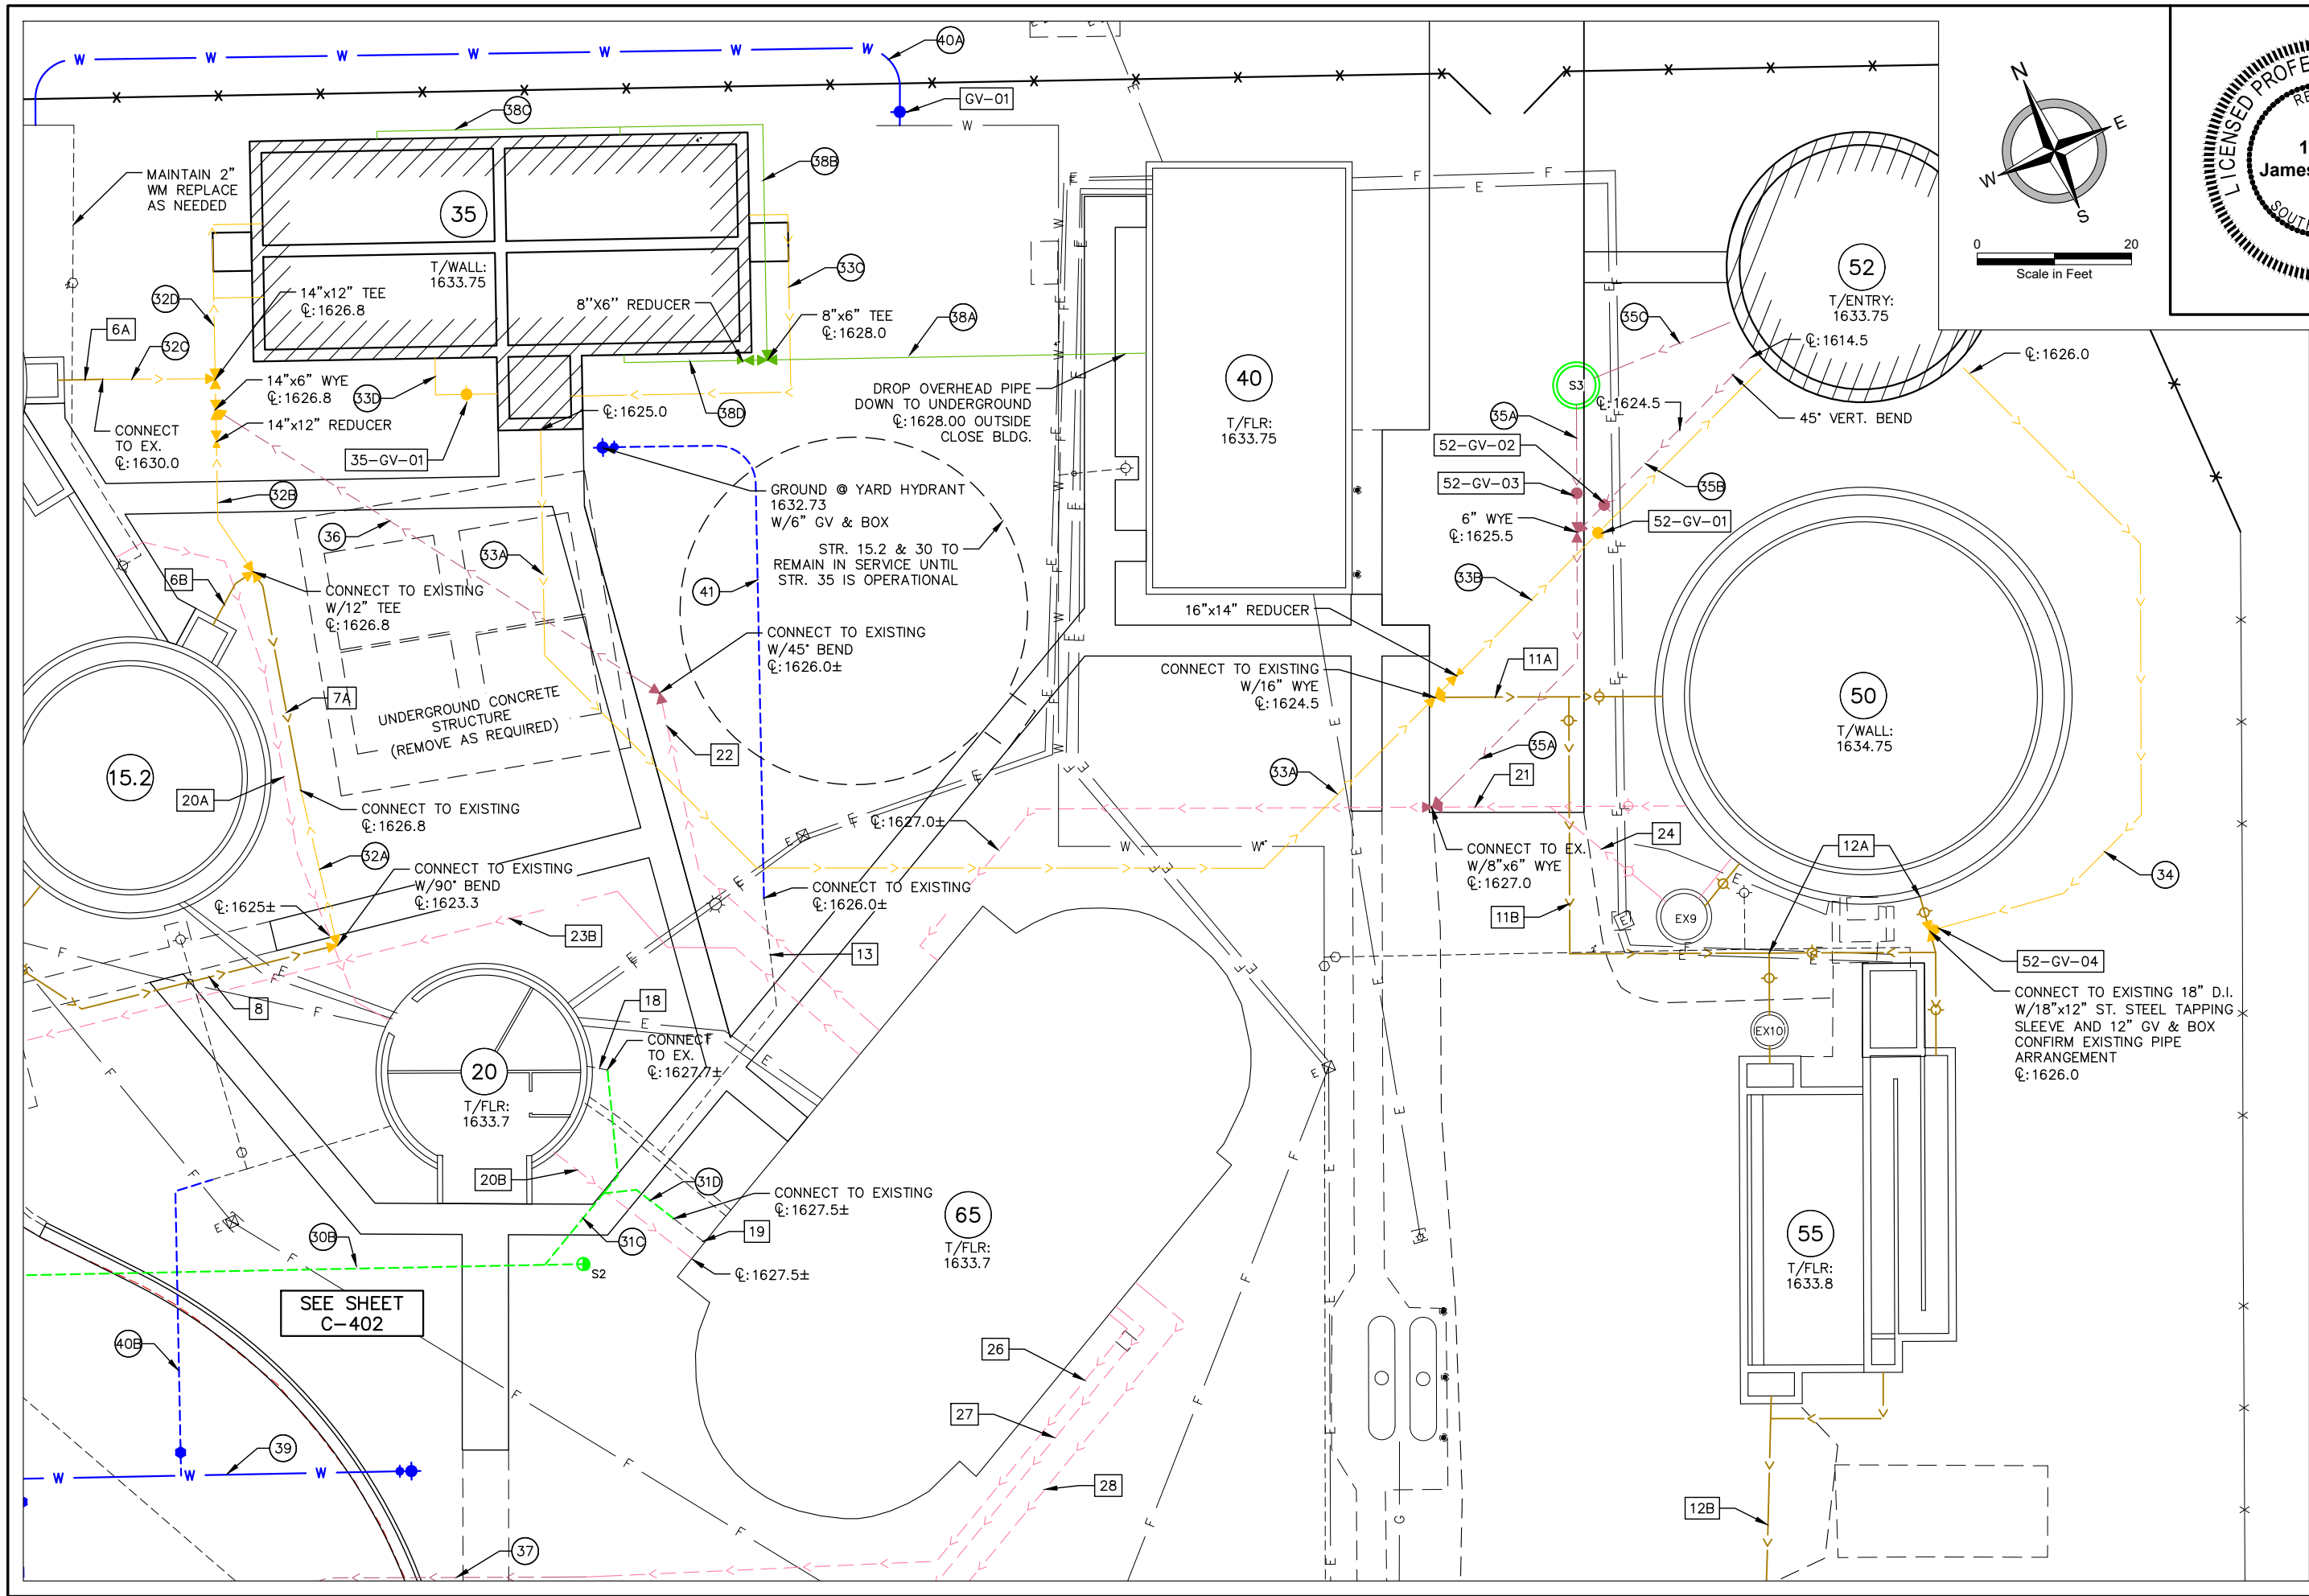 40A
GV-01
38C
38B
MAINTAIN 2"
WM REPLACE
AS NEEDED
35
T/WALL:
1633.75
33C
32D
14"x12" TEE
℄:1626.8
8"X6" REDUCER
8"x6" TEE
℄:1628.0
38A
6A
32C
14"x6" WYE
℄:1626.8
33D
14"x12" REDUCER
CONNECT
TO EX.
℄:1630.0
35-GV-01
℄:1625.0
38D
DROP OVERHEAD PIPE
DOWN TO UNDERGROUND
℄:1628.00 OUTSIDE
CLOSE BLDG.
40
T/FLR:
1633.75
52
T/ENTRY:
1633.75
35C
℄:1614.5
℄:1626.0
S3
℄:1624.5
45° VERT. BEND
35A
52-GV-02
52-GV-03
35B
6" WYE
℄:1625.5
52-GV-01
N
E
W
S
0
20
Scale in Feet
LICENSED PROFE
RE
1
James
SOUT
32B
36
33A
GROUND @ YARD HYDRANT
1632.73
W/6" GV & BOX
STR. 15.2 & 30 TO
REMAIN IN SERVICE UNTIL
STR. 35 IS OPERATIONAL
41
33B
16"x14" REDUCER
6B
CONNECT TO EXISTING
W/12" TEE
℄:1626.8
CONNECT TO EXISTING
W/45° BEND
℄:1626.0±
CONNECT TO EXISTING
W/16" WYE
℄:1624.5
11A
7A
UNDERGROUND CONCRETE
STRUCTURE
(REMOVE AS REQUIRED)
22
50
T/WALL:
1634.75
15.2
20A
CONNECT TO EXISTING
℄:1626.8
35A
33A
21
℄:1627.0±
24
12A
32A
CONNECT TO EXISTING
W/90° BEND
℄:1623.3
CONNECT TO EX.
W/8"x6" WYE
℄:1627.0
34
CONNECT TO EXISTING
℄:1626.0±
℄:1625±
23B
11B
EX9
13
8
18
CONNECT
TO EX.
℄:1627.7±
52-GV-04
CONNECT TO EXISTING 18" D.I.
W/18"x12" ST. STEEL TAPPING
SLEEVE AND 12" GV & BOX
CONFIRM EXISTING PIPE
ARRANGEMENT
℄:1626.0
EX10
20
T/FLR:
1633.7
20B
31D
CONNECT TO EXISTING
℄:1627.5±
19
31C
30B
S2
℄:1627.5±
65
T/FLR:
1633.7
55
T/FLR:
1633.8
SEE SHEET
C-402
40B
26
27
39
28
12B
37